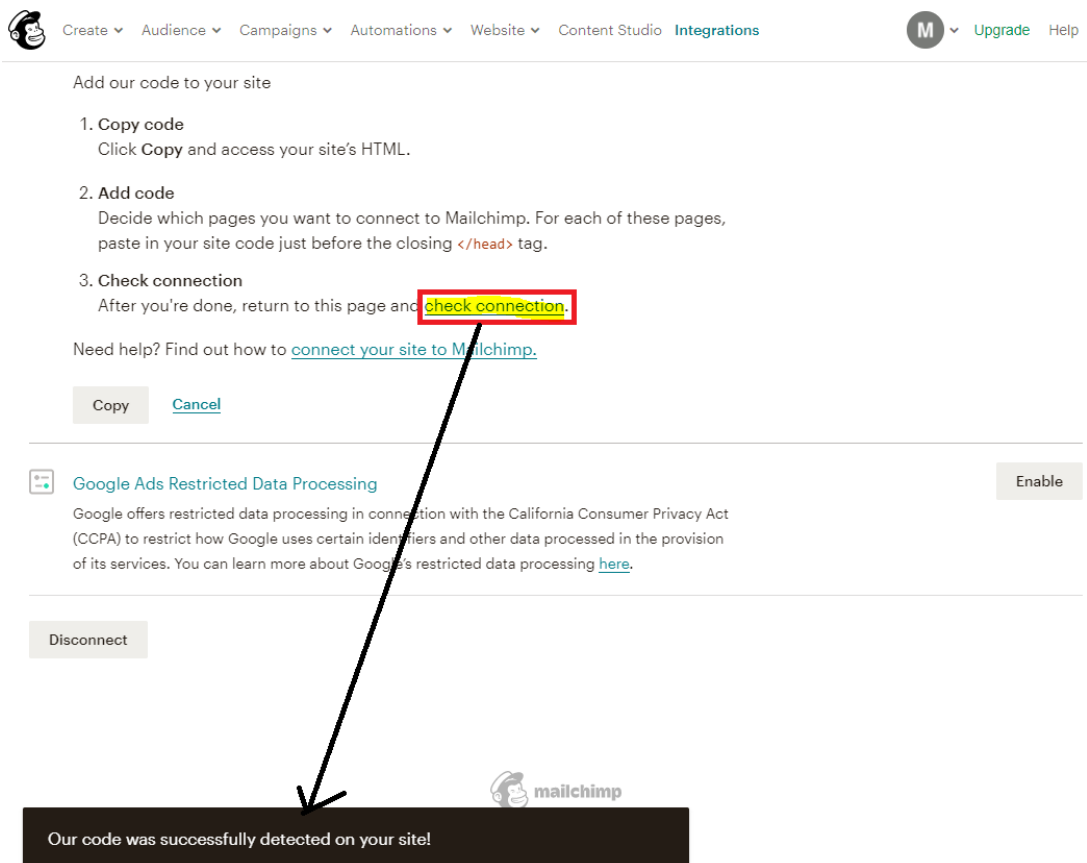 Create Audience Campaigns Automations Website Content Studio Integrations M Upgrade Help
Add our code to your site
1. Copy code
Click Copy and access your site's HTML.
2. Add code
Decide which pages you want to connect to Mailchimp. For each of these pages,
paste in your site code just before the closing </head> tag.
3. Check connection
After you're done, return to this page and check connection.
Need help? Find out how to connect your site to Mailchimp.
Copy Cancel
Google Ads Restricted Data Processing Enable
Google offers restricted data processing in connection with the California Consumer Privacy Act
(CCPA) to restrict how Google uses certain identifiers and other data processed in the provision
of its services. You can learn more about Google's restricted data processing here.
Disconnect
mailchimp
Our code was successfully detected on your site!